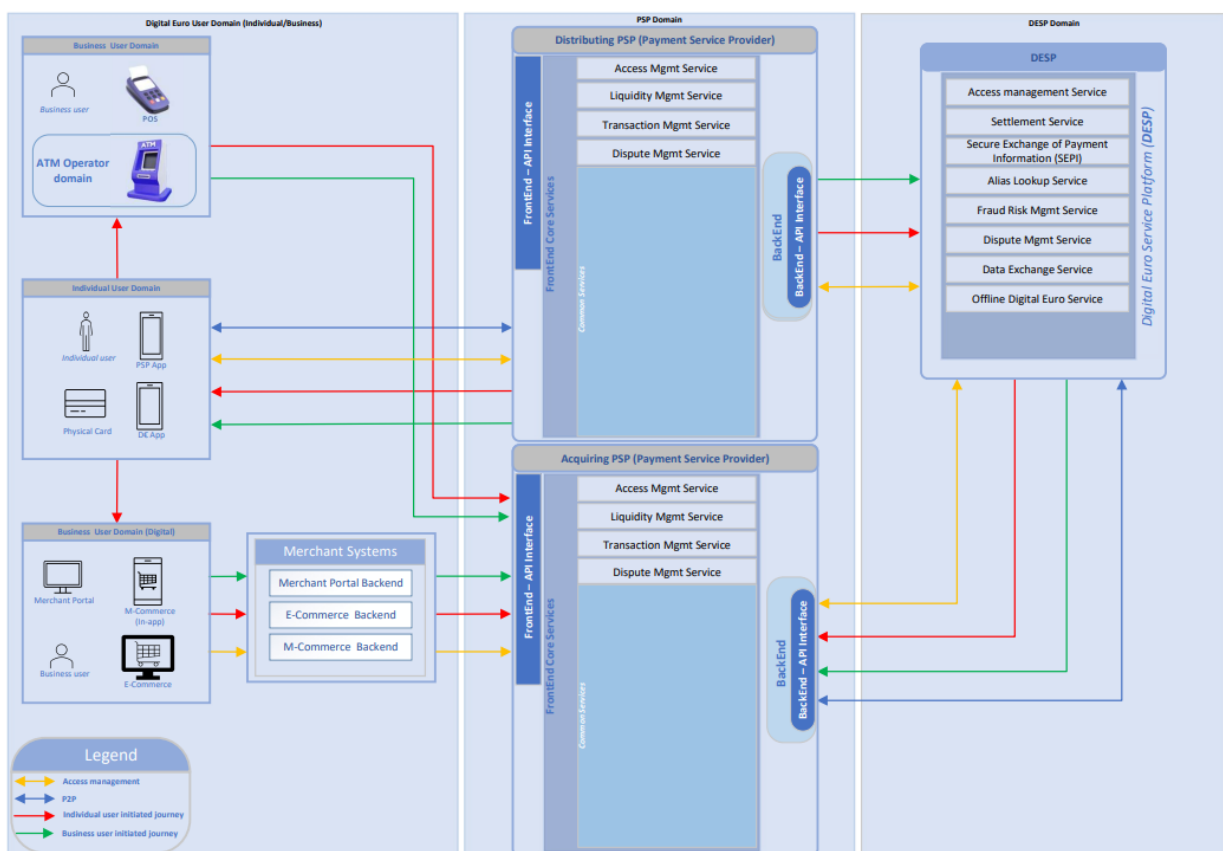 Digital Euro User Domain (Individual/Business)
Business User Domain
Business user
POS
ATM Operator
domain
ATM
Individual User Domain
Individual user
PSP App
Physical Card
D€ App
Business User Domain (Digital)
Merchant Portal
M-Commerce
(In-app)
Business user
E-Commerce
Merchant Systems
Merchant Portal Backend
E-Commerce Backend
M-Commerce Backend
Legend
Access management
P2P
Individual user initiated journey
Business user initiated journey
PSP Domain
Distributing PSP (Payment Service Provider)
FrontEnd – API Interface
FrontEnd Core Services
Access Mgmt Service
Liquidity Mgmt Service
Transaction Mgmt Service
Dispute Mgmt Service
Common Services
BackEnd
BackEnd – API Interface
Acquiring PSP (Payment Service Provider)
FrontEnd – API Interface
FrontEnd Core Services
Access Mgmt Service
Liquidity Mgmt Service
Transaction Mgmt Service
Dispute Mgmt Service
Common Services
BackEnd
BackEnd – API Interface
DESP Domain
DESP
Access management Service
Settlement Service
Secure Exchange of Payment
Information (SEPI)
Alias Lookup Service
Fraud Risk Mgmt Service
Dispute Mgmt Service
Data Exchange Service
Offline Digital Euro Service
Digital Euro Service Platform (DESP)